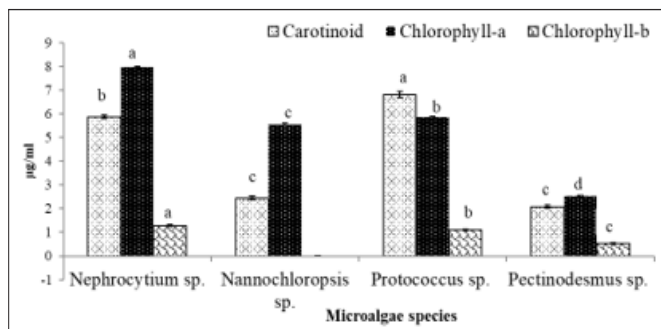 Carotinoid Chlorophyll-a Chlorophyll-b
9
8
7
6
5
4
3
2
1
0
-1
µg/ml
b a a
c c
a b b
c d c
Nephrocytium sp. Nannochloropsis sp. Protococcus sp. Pectinodesmus sp.
Microalgae species